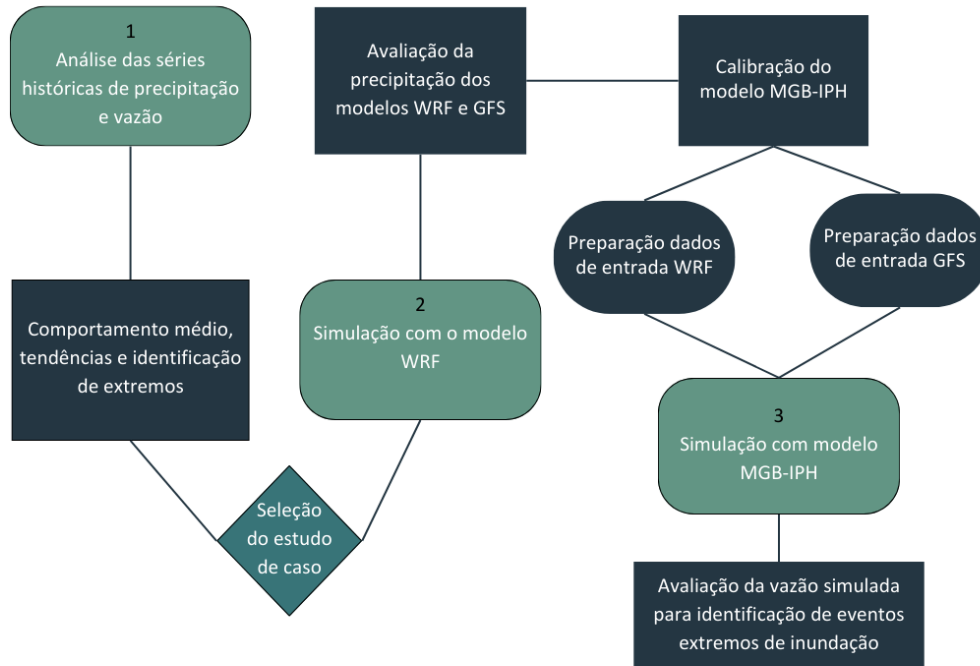 1
Análise das séries
históricas de precipitação
e vazão
Comportamento médio,
tendências e identificação
de extremos
Seleção
do estudo
de caso
2
Simulação com o modelo
WRF
Avaliação da
precipitação dos
modelos WRF e GFS
Calibração do
modelo MGB-IPH
Preparação dados
de entrada WRF
Preparação dados
de entrada GFS
3
Simulação com modelo
MGB-IPH
Avaliação da vazão simulada
para identificação de eventos
extremos de inundação